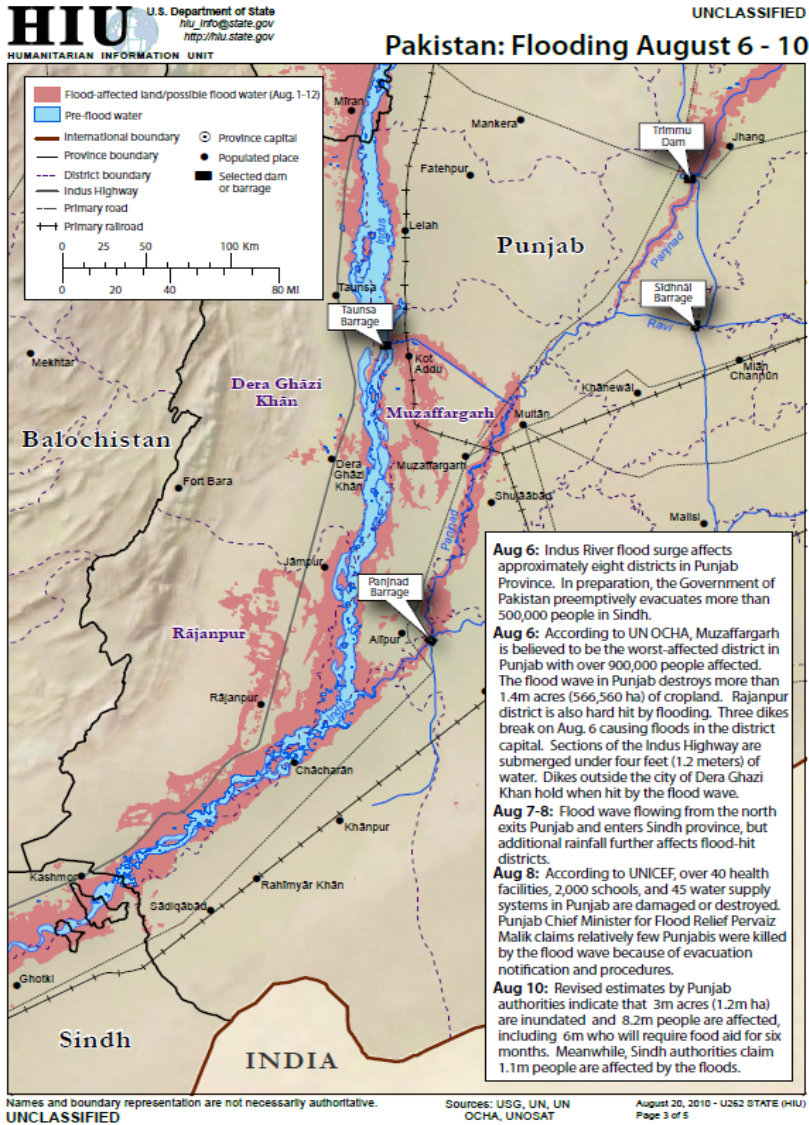 HIU
U.S. Department of State
hiu_info@state.gov
http://hiu.state.gov
HUMANITARIAN INFORMATION UNIT
UNCLASSIFIED
Pakistan: Flooding August 6 - 10
Flood-affected land/possible flood water (Aug. 1-12)
Pre-flood water
International boundary
Province boundary
District boundary
Indus Highway
Primary road
Primary railroad
Province capital
Populated place
Selected dam
or barrage
0 25 50 100 Km
0 20 40 80 MI
Miran
Mankera
Trimmu
Dam
Jhang
Fatehpur
Indus
Leiah
Punjab
Panjnad
Taunsa
Sidhnai
Barrage
Taunsa
Barrage
Ravi
Mekhtar
Kot
Addu
Mian
Channun
Dera Ghāzi
Khān
Khānewāl
Muzaffargarh
Multān
Balochistan
Dera
Ghāzi
Khān
Muzaffargarh
Fort Bara
Shujāābād
Mailsi
Panjnad
Jāmpur
Panjnad
Barrage
Rājanpur
Alipur
Rājanpur
Indus
Chācharān
Khānpur
Kashmor
Rahīmyār Khān
Sādiqābād
Ghotki
Sindh
INDIA
Aug 6: Indus River flood surge affects
approximately eight districts in Punjab
Province. In preparation, the Government of
Pakistan preemptively evacuates more than
500,000 people in Sindh.
Aug 6: According to UN OCHA, Muzaffargarh
is believed to be the worst-affected district in
Punjab with over 900,000 people affected.
The flood wave in Punjab destroys more than
1.4m acres (566,560 ha) of cropland. Rajanpur
district is also hard hit by flooding. Three dikes
break on Aug. 6 causing floods in the district
capital. Sections of the Indus Highway are
submerged under four feet (1.2 meters) of
water. Dikes outside the city of Dera Ghazi
Khan hold when hit by the flood wave.
Aug 7-8: Flood wave flowing from the north
exits Punjab and enters Sindh province, but
additional rainfall further affects flood-hit
districts.
Aug 8: According to UNICEF, over 40 health
facilities, 2,000 schools, and 45 water supply
systems in Punjab are damaged or destroyed.
Punjab Chief Minister for Flood Relief Pervaiz
Malik claims relatively few Punjabis were killed
by the flood wave because of evacuation
notification and procedures.
Aug 10: Revised estimates by Punjab
authorities indicate that 3m acres (1.2m ha)
are inundated and 8.2m people are affected,
including 6m who will require food aid for six
months. Meanwhile, Sindh authorities claim
1.1m people are affected by the floods.
Names and boundary representation are not necessarily authoritative.
UNCLASSIFIED
Sources: USG, UN, UN
OCHA, UNOSAT
August 20, 2010 - U262 STATE (HIU)
Page 3 of 5